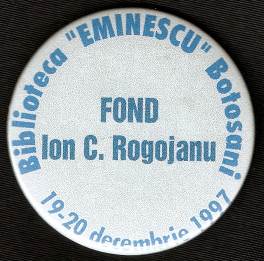 Biblioteca "EMINESCU" Botosani
FOND
Ion C. Rogojanu
19-20 decembrie 1997